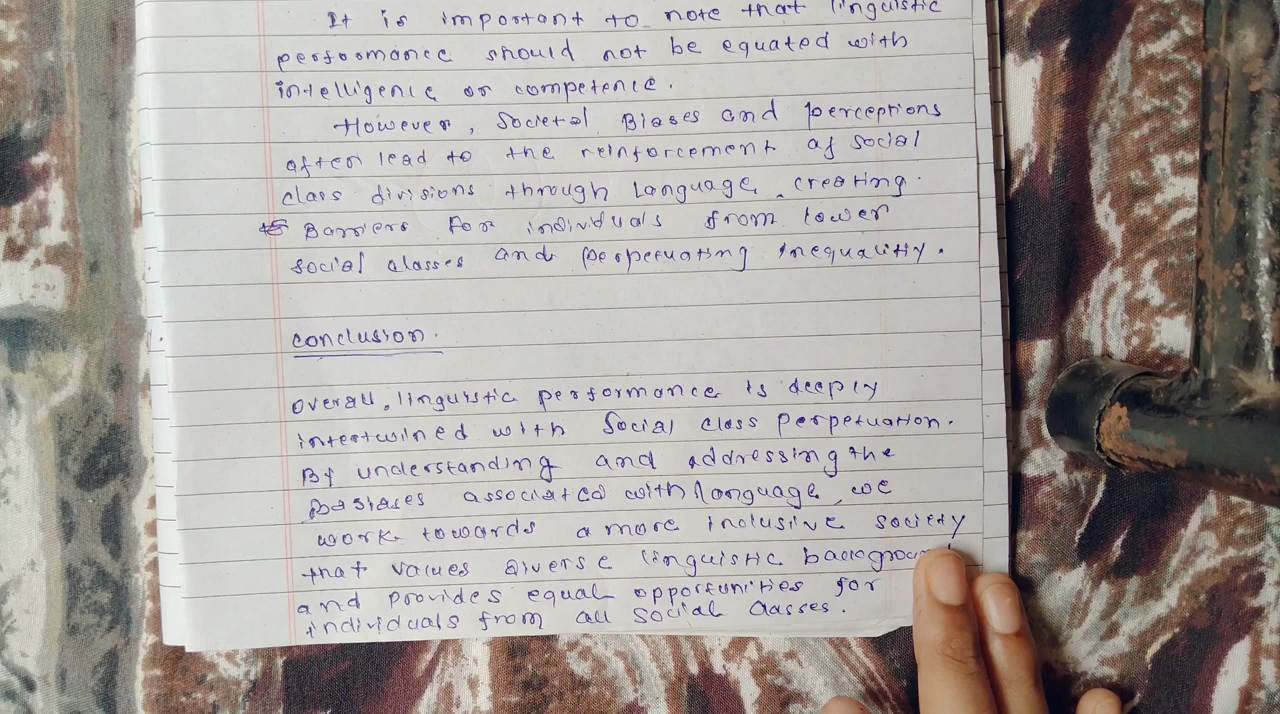 It is important to note that linguistic
performance should not be equated with
intelligence or competence.
However, Societal Biases and perceptions
often lead to the reinforcement of social
class divisions through Language, creating.
Barriers for individuals from lower
social classes and perpetuating inequality.
Conclusion.
overall, linguistic performance is deeply
intertwined with Social class perpetuation.
By understanding and addressing the
associated with language, we
work towards a more inclusive society
that values diverse linguistic
and provides equal opportunities for
individuals from all social classes.